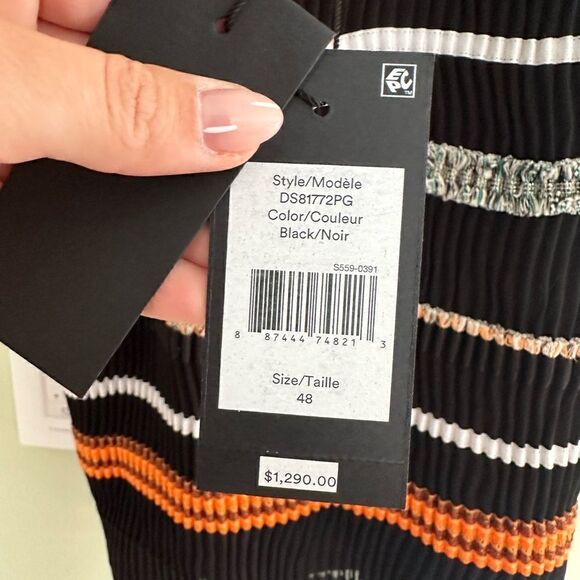 EPC™
Style/Modèle
DS81772PG
Color/Couleur
Black/Noir
S559-0391
8 87444 74821 3
Size/Taille
48
$1,290.00